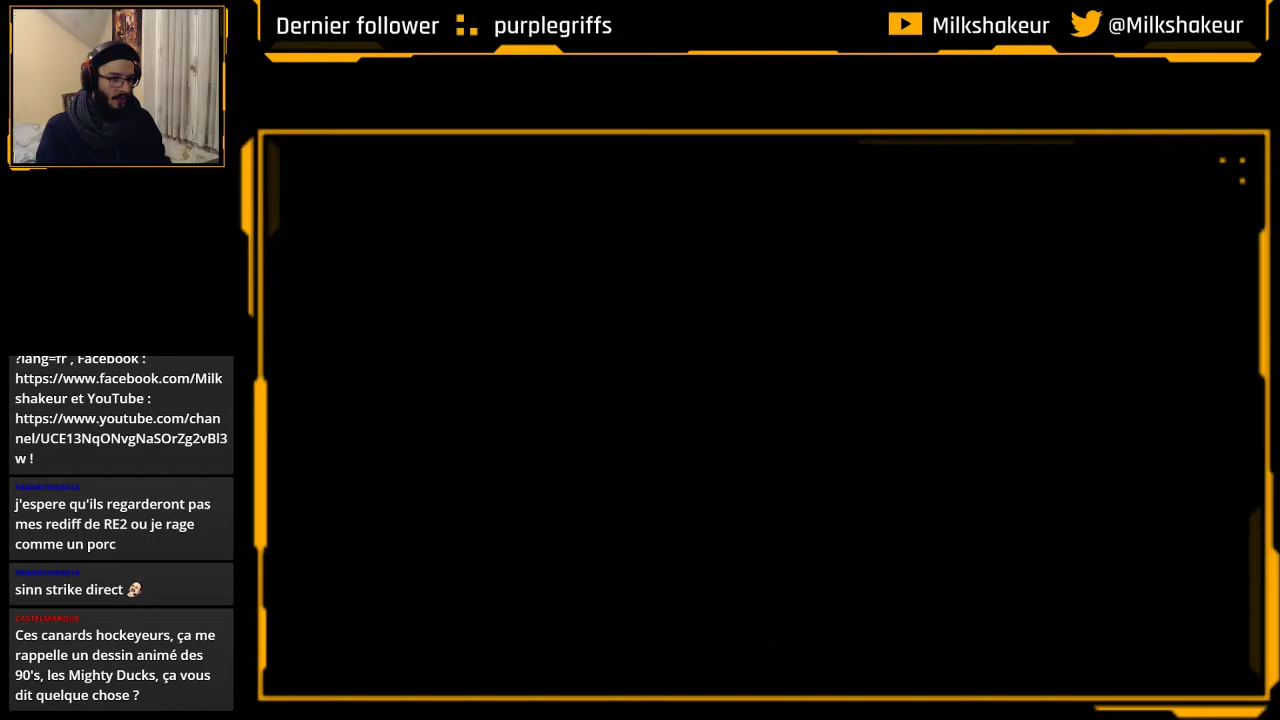 Dernier follower
purplegriffs
Milkshakeur
@Milkshakeur
?lang=fr , Facebook :
https://www.facebook.com/Milk
shakeur et YouTube :
https://www.youtube.com/chan
nel/UCE13NqONvgNaSOrZg2vBl3
w !
j'espere qu'ils regarderont pas
mes rediff de RE2 ou je rage
comme un porc
sinn strike direct
CASTELMARQUE
Ces canards hockeyeurs, ça me
rappelle un dessin animé des
90's, les Mighty Ducks, ça vous
dit quelque chose ?